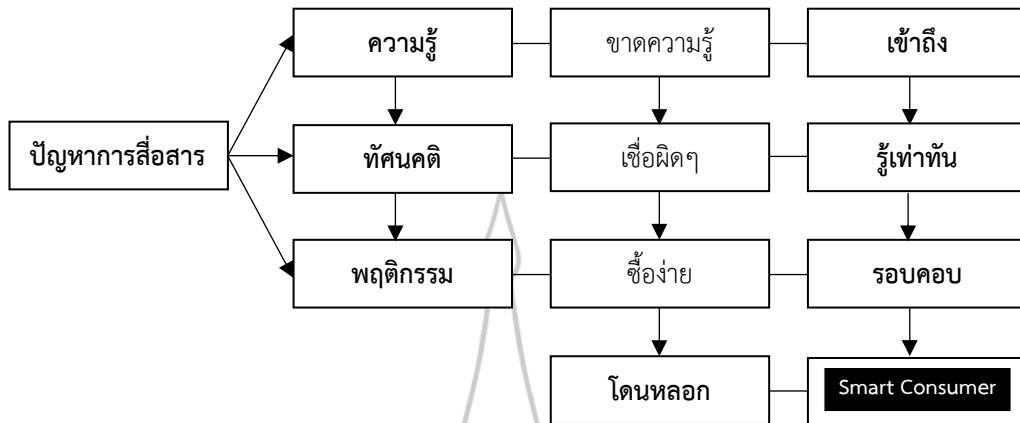 ความรู้
ขาดความรู้
เข้าถึง
ปัญหาการสื่อสาร
ทัศนคติ
เชื่อผิดๆ
รู้เท่าทัน
พฤติกรรม
ซื้อง่าย
รอบคอบ
โดนหลอก
Smart Consumer